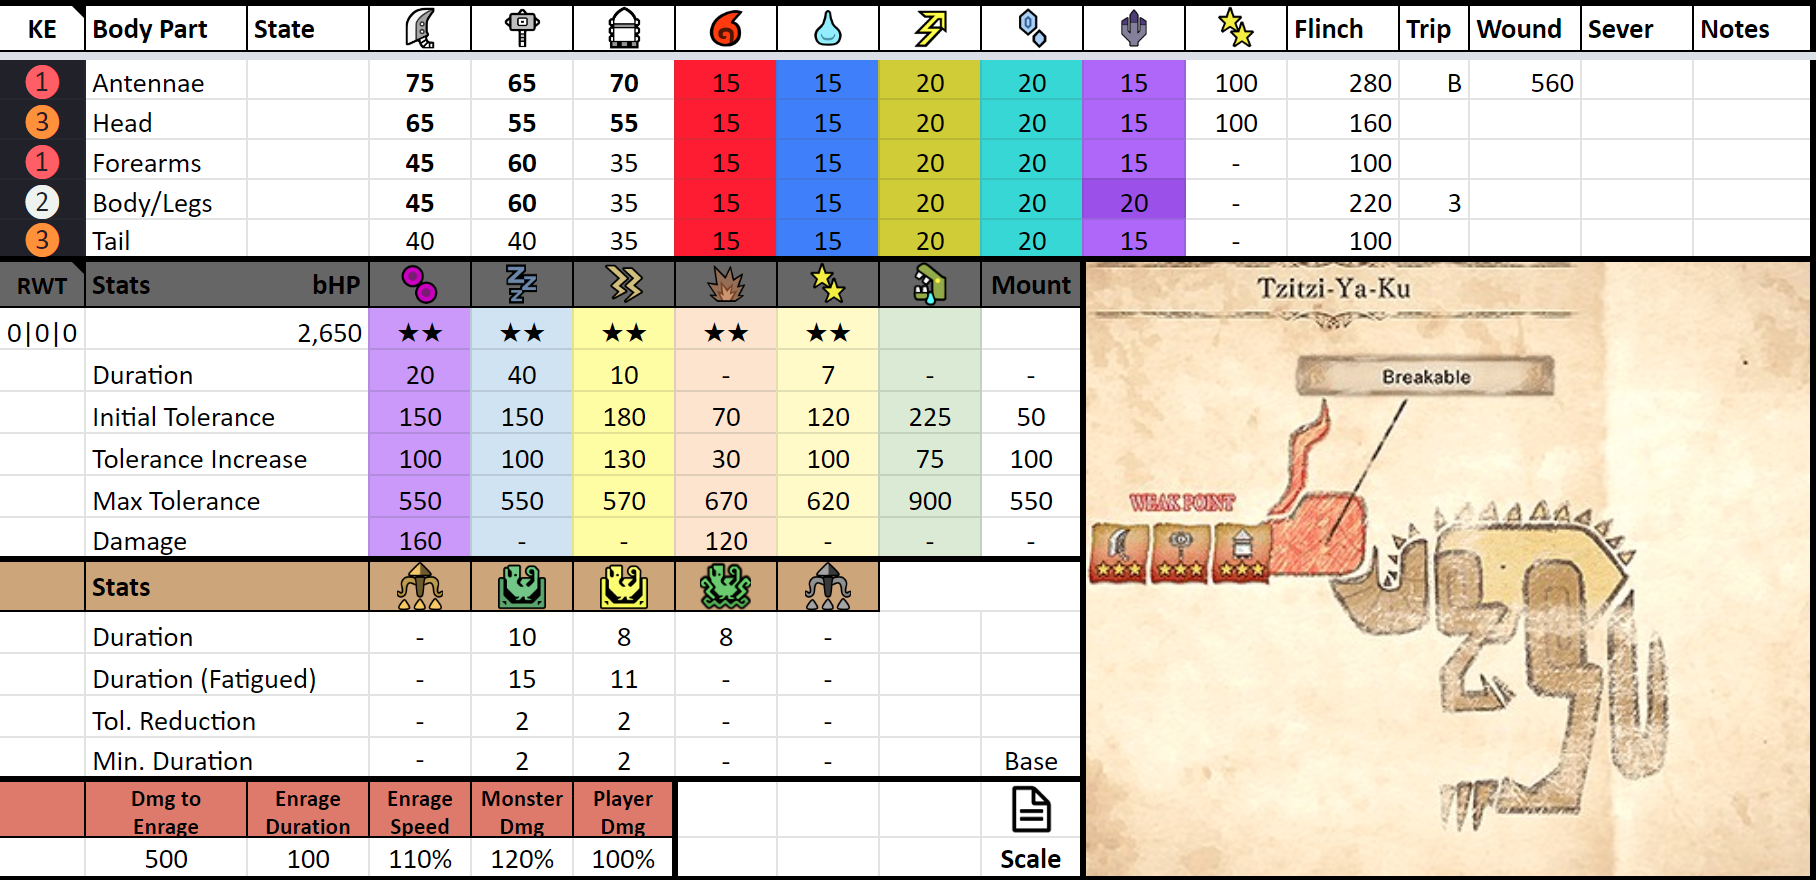 KE Body Part State Flinch Trip Wound Sever Notes
1 Antennae 75 65 70 15 15 20 20 15 100 280 B 560
3 Head 65 55 55 15 15 20 20 15 100 160
1 Forearms 45 60 35 15 15 20 20 15 - 100
2 Body/Legs 45 60 35 15 15 20 20 20 - 220 3
3 Tail 40 40 35 15 15 20 20 15 - 100
RWT Stats bHP Mount
0|0|0 2,650 ★★ ★★ ★★ ★★ ★★
Duration 20 40 10 - 7 - -
Initial Tolerance 150 150 180 70 120 225 50
Tolerance Increase 100 100 130 30 100 75 100
Max Tolerance 550 550 570 670 620 900 550
Damage 160 - - 120 - - -
Stats
Duration - 10 8 8 -
Duration (Fatigued) - 15 11 - -
Tol. Reduction - 2 2 - -
Min. Duration - 2 2 - - Base
Dmg to Enrage Enrage Duration Enrage Speed Monster Dmg Player Dmg
500 100 110% 120% 100% Scale
Tzitzi-Ya-Ku
Breakable
WEAK POINT
★★★ ★★★ ★★★